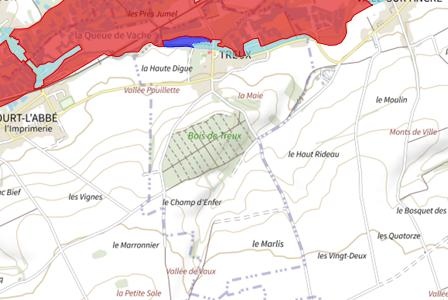 les Prés Jumel
la Queue de Vache
TREUX
la Haute Digue
Vallée Pouillette
la Maie
OURT-L'ABBÉ
l'Imprimerie
le Moulin
Bois de Treux
Monts de Ville
le Haut Rideau
ac Bief
les Vignes
le Champ d'Enfer
le Bosquet des
le Marronnier
le Marlis
les Quatorze
les Vingt-Deux
Vallée de Vaux
la Petite Sole
Vallée